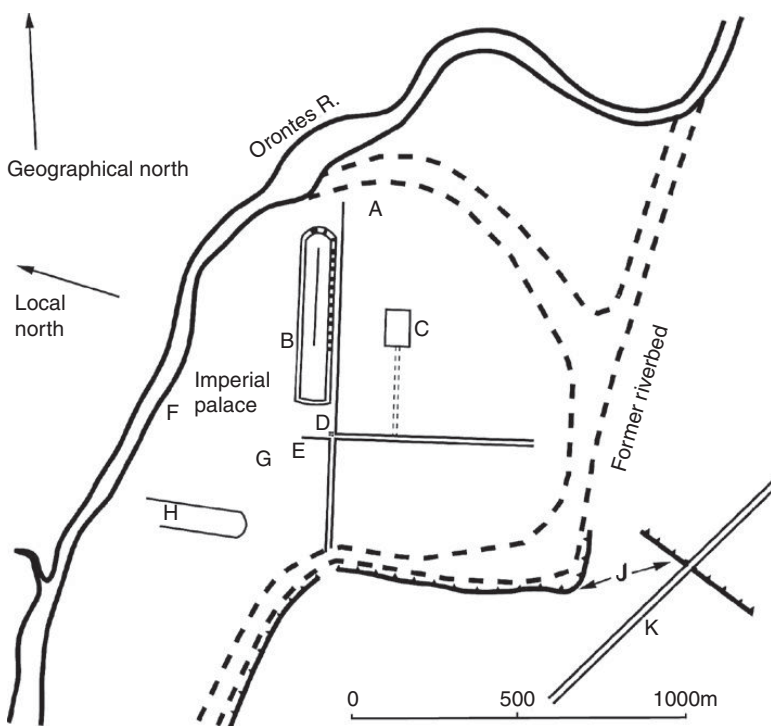 Orontes R.
Geographical north
A
Local
north
B
C
Imperial
palace
F
D
E
G
Former riverbed
H
J
K
0
500
1000m